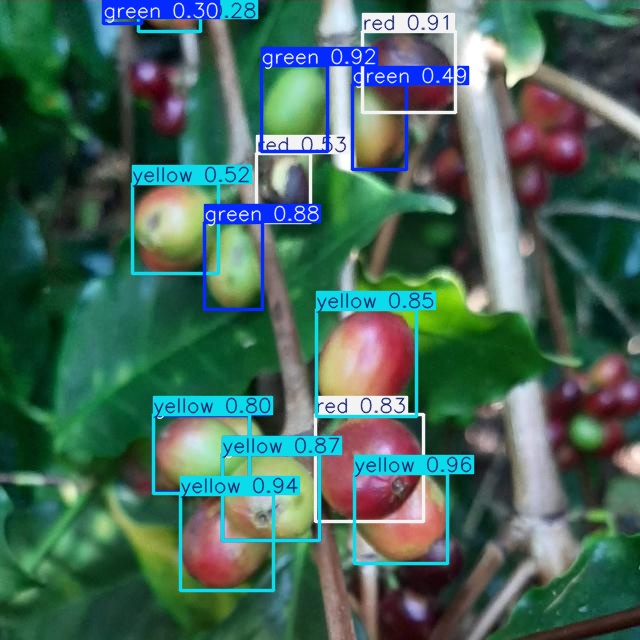 green 0.30 .28
red 0.91
green 0.92
green 0.49
red 0.53
yellow 0.52
green 0.88
yellow 0.85
yellow 0.80
red 0.83
yellow 0.87
yellow 0.96
yellow 0.94